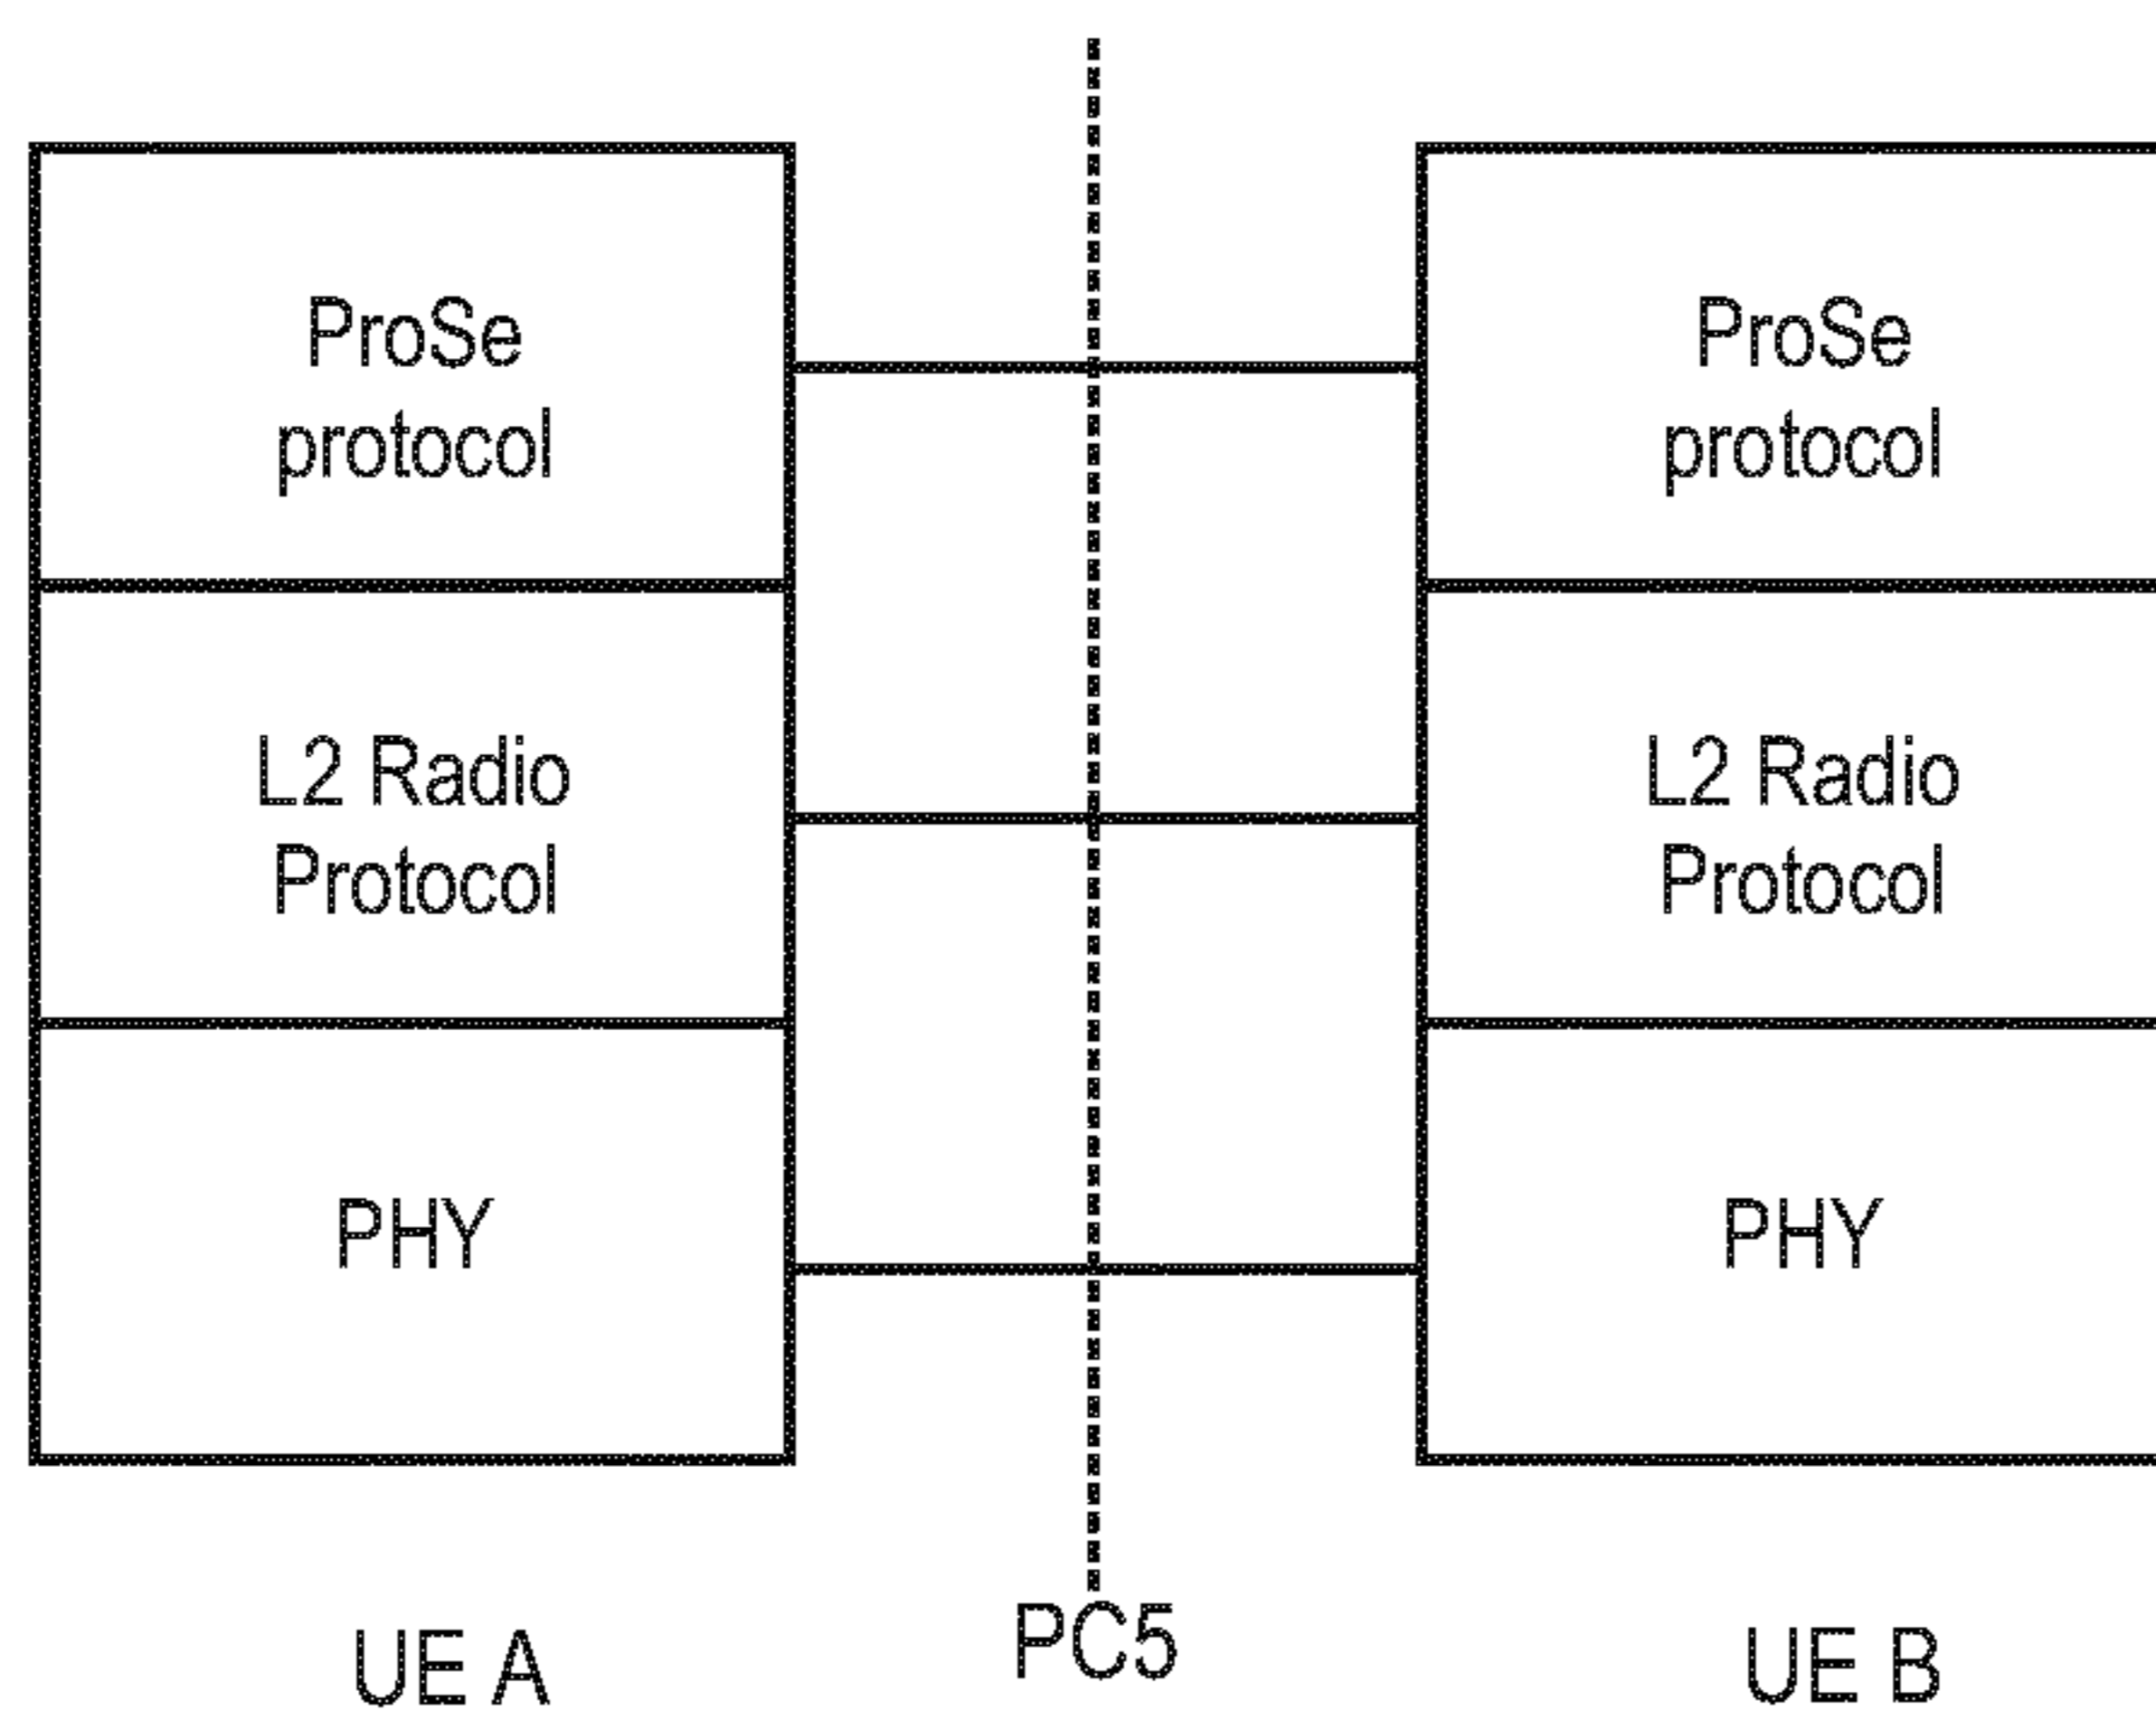 ProSe
protocol
L2 Radio
Protocol
PHY
UE A
PC5
ProSe
protocol
L2 Radio
Protocol
PHY
UE B